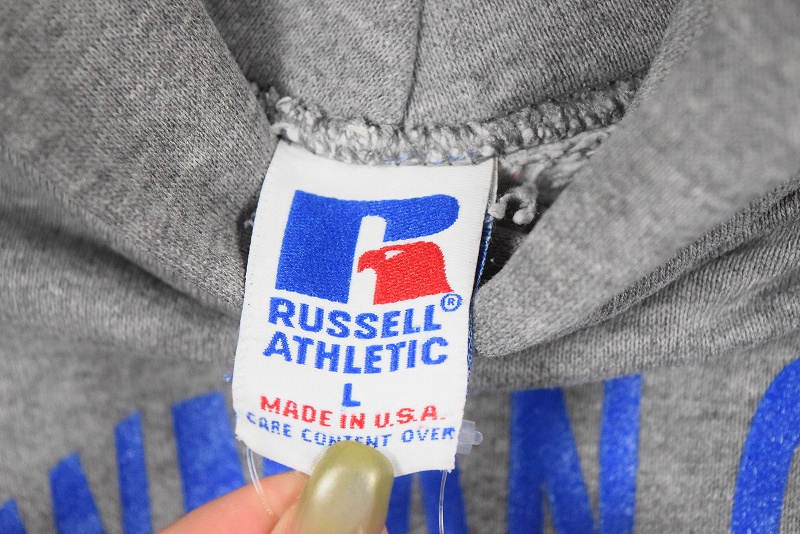 R
RUSSELL®
ATHLETIC
L
MADE IN U.S.A.
CARE CONTENT OVER